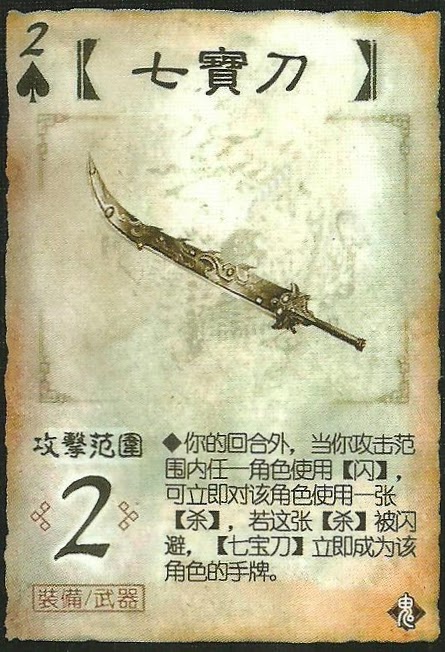 2
【七寶刀】
攻擊范圍
2
裝備/武器
◆你的回合外，当你攻击范
围内任一角色使用【闪】，
可立即对该角色使用一张
【杀】，若这张【杀】被闪
避，【七宝刀】立即成为该
角色的手牌。
鬼